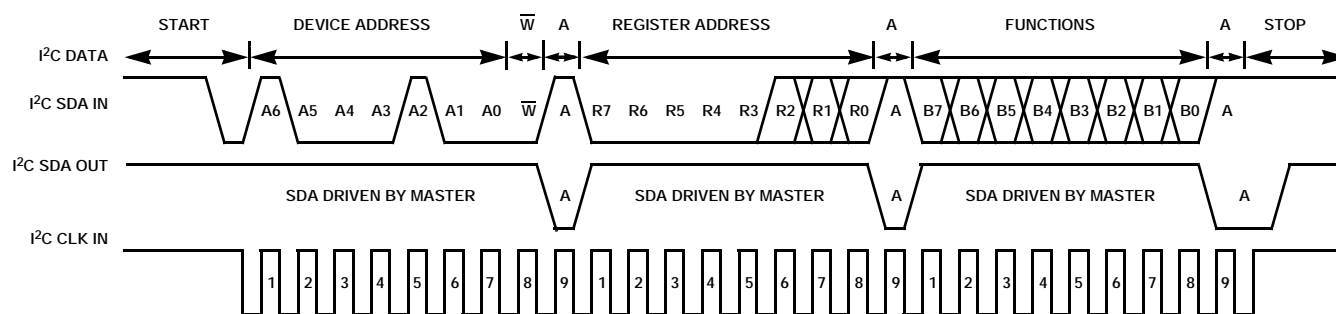 START DEVICE ADDRESS W̅ A REGISTER ADDRESS A FUNCTIONS A STOP
I²C DATA
I²C SDA IN A6 A5 A4 A3 A2 A1 A0 W̅ A R7 R6 R5 R4 R3 R2 R1 R0 A B7 B6 B5 B4 B3 B2 B1 B0 A
I²C SDA OUT
SDA DRIVEN BY MASTER A SDA DRIVEN BY MASTER A SDA DRIVEN BY MASTER A
I²C CLK IN
1 2 3 4 5 6 7 8 9 1 2 3 4 5 6 7 8 9 1 2 3 4 5 6 7 8 9